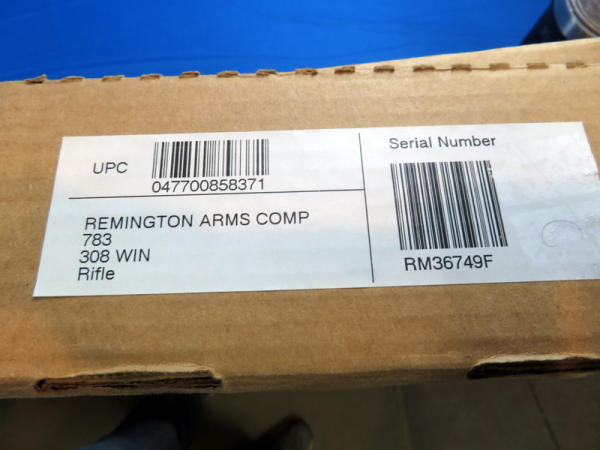 UPC
047700858371
REMINGTON ARMS COMP
783
308 WIN
Rifle
Serial Number
RM36749F